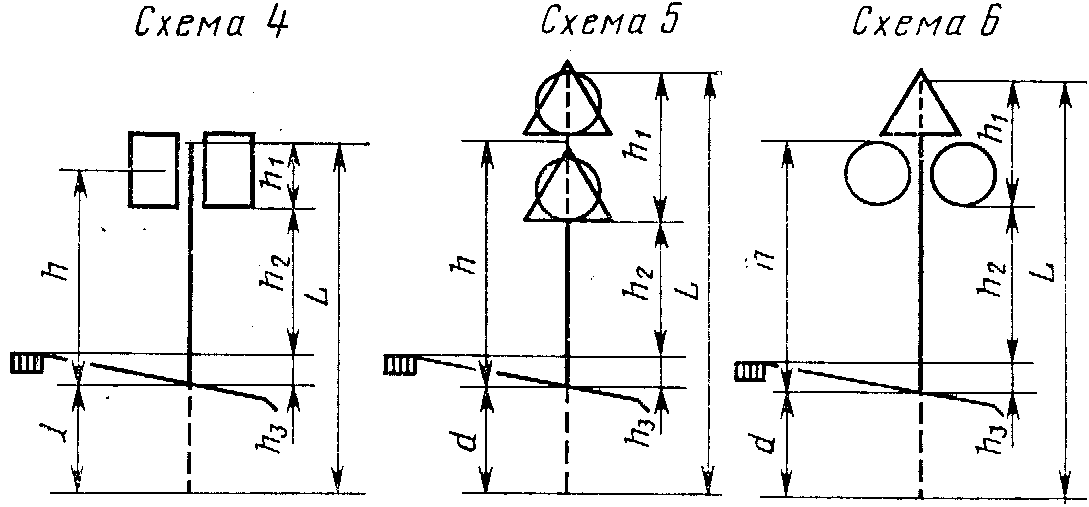 Схема 4 Схема 5 Схема 6
h h₁ h₂ L h h₁ h₂ L n h₁ h₂ L
l h₃ d h₃ d h₃